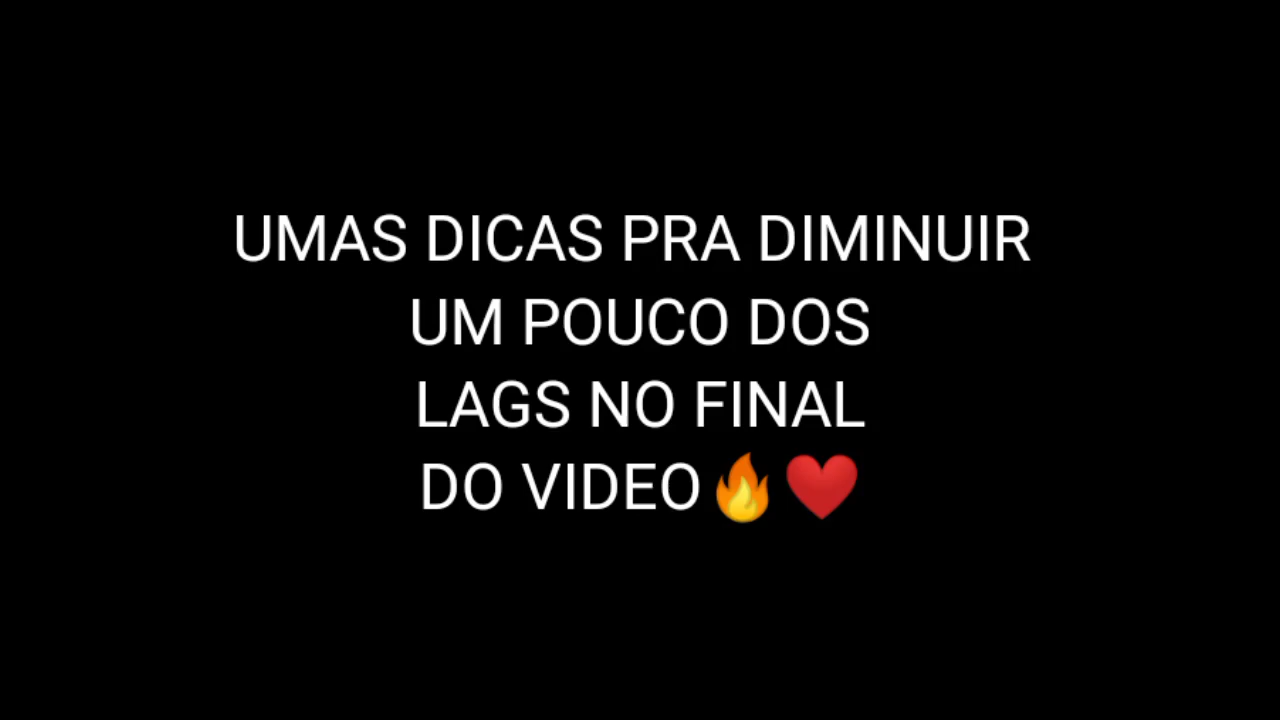 UMAS DICAS PRA DIMINUIR
UM POUCO DOS
LAGS NO FINAL
DO VIDEO🔥❤️